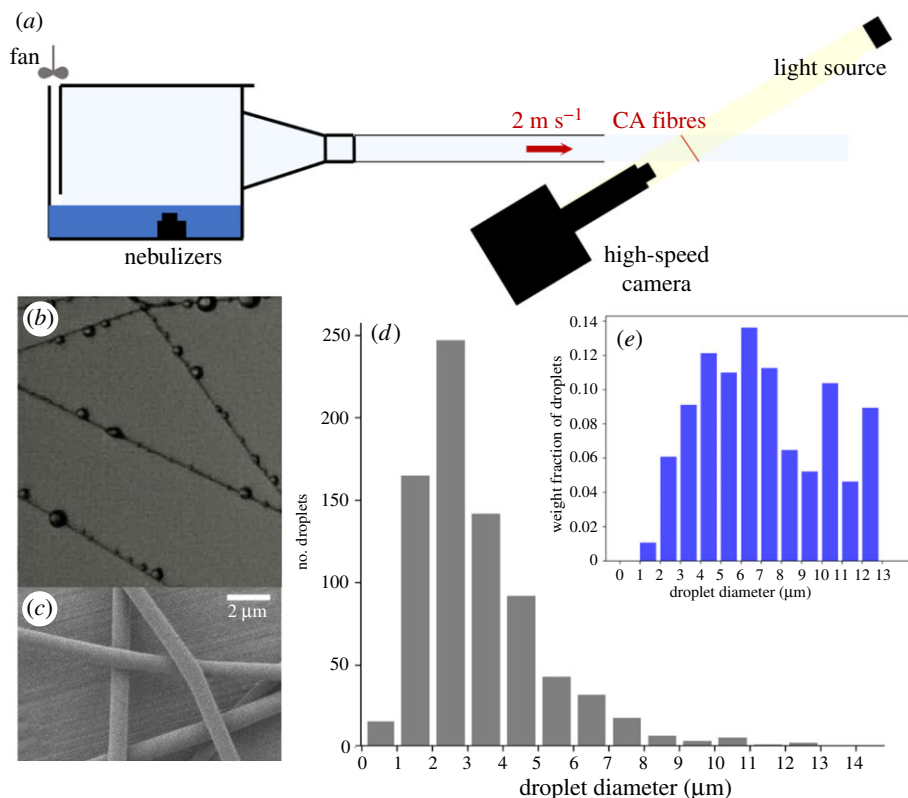 (a)
fan
light source
2 m s⁻¹
CA fibres
nebulizers
high-speed
camera
(b)
(c)
2 µm
(d)
250
200
150
100
50
0
no. droplets
0 1 2 3 4 5 6 7 8 9 10 11 12 13 14
droplet diameter (µm)
(e)
0.14
0.12
0.10
0.08
0.06
0.04
0.02
0
weight fraction of droplets
0 1 2 3 4 5 6 7 8 9 10 11 12 13
droplet diameter (µm)